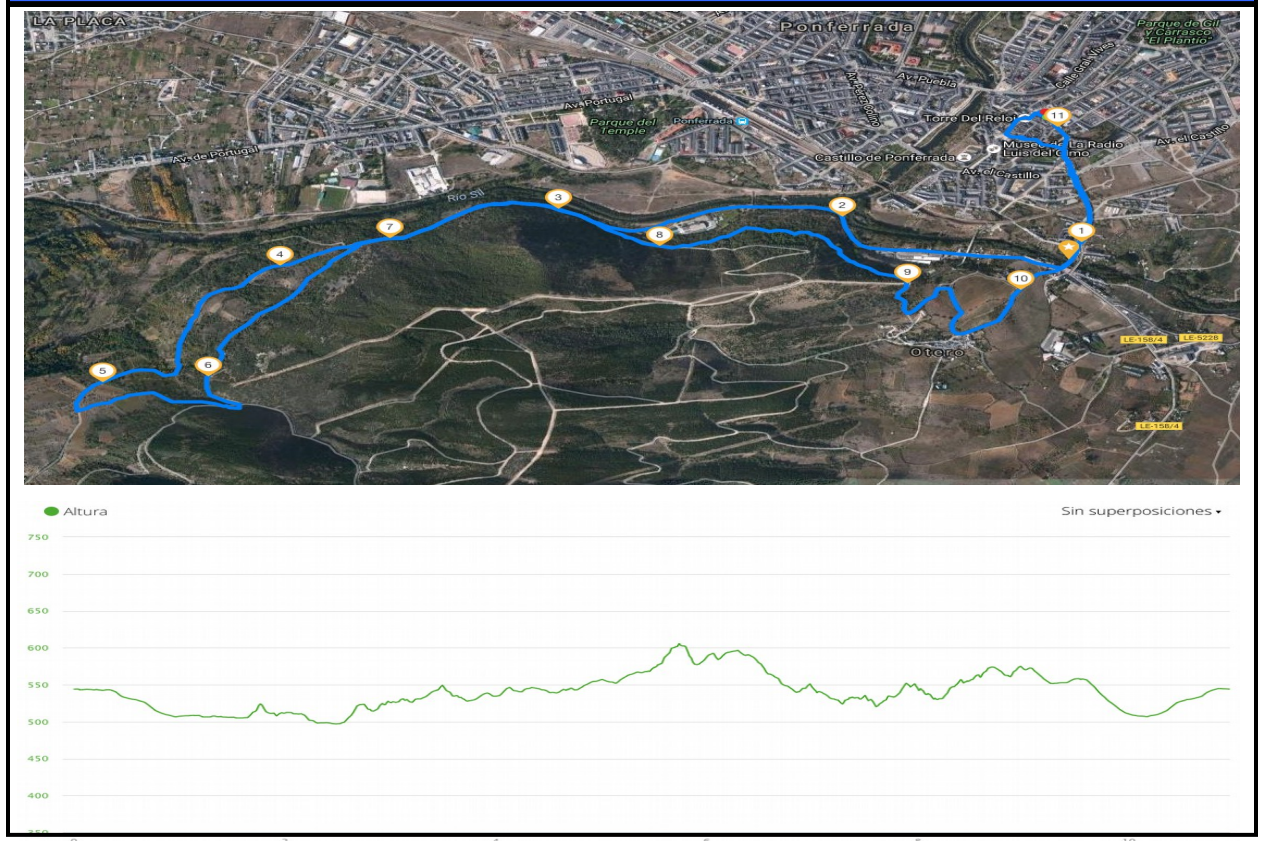 LA PLACA
Ponferrada
Parque de Gil
y Carrasco
"El Plantío"
Calle Gral Vives
Av. Puebla
Av. Portugal
Parque del
Temple
Ponferrada
Torre Del Reloj
11
Museo de La Radio
Luis del Olmo
Av. el Castillo
Castillo de Ponferrada
Av. el Castillo
Av. de Portugal
Río Sil
3
2
7
8
1
4
9
10
LE-158/4
LE-5228
Otero
5
6
LE-158/4
Altura
Sin superposiciones
750
700
650
600
550
500
450
400
350